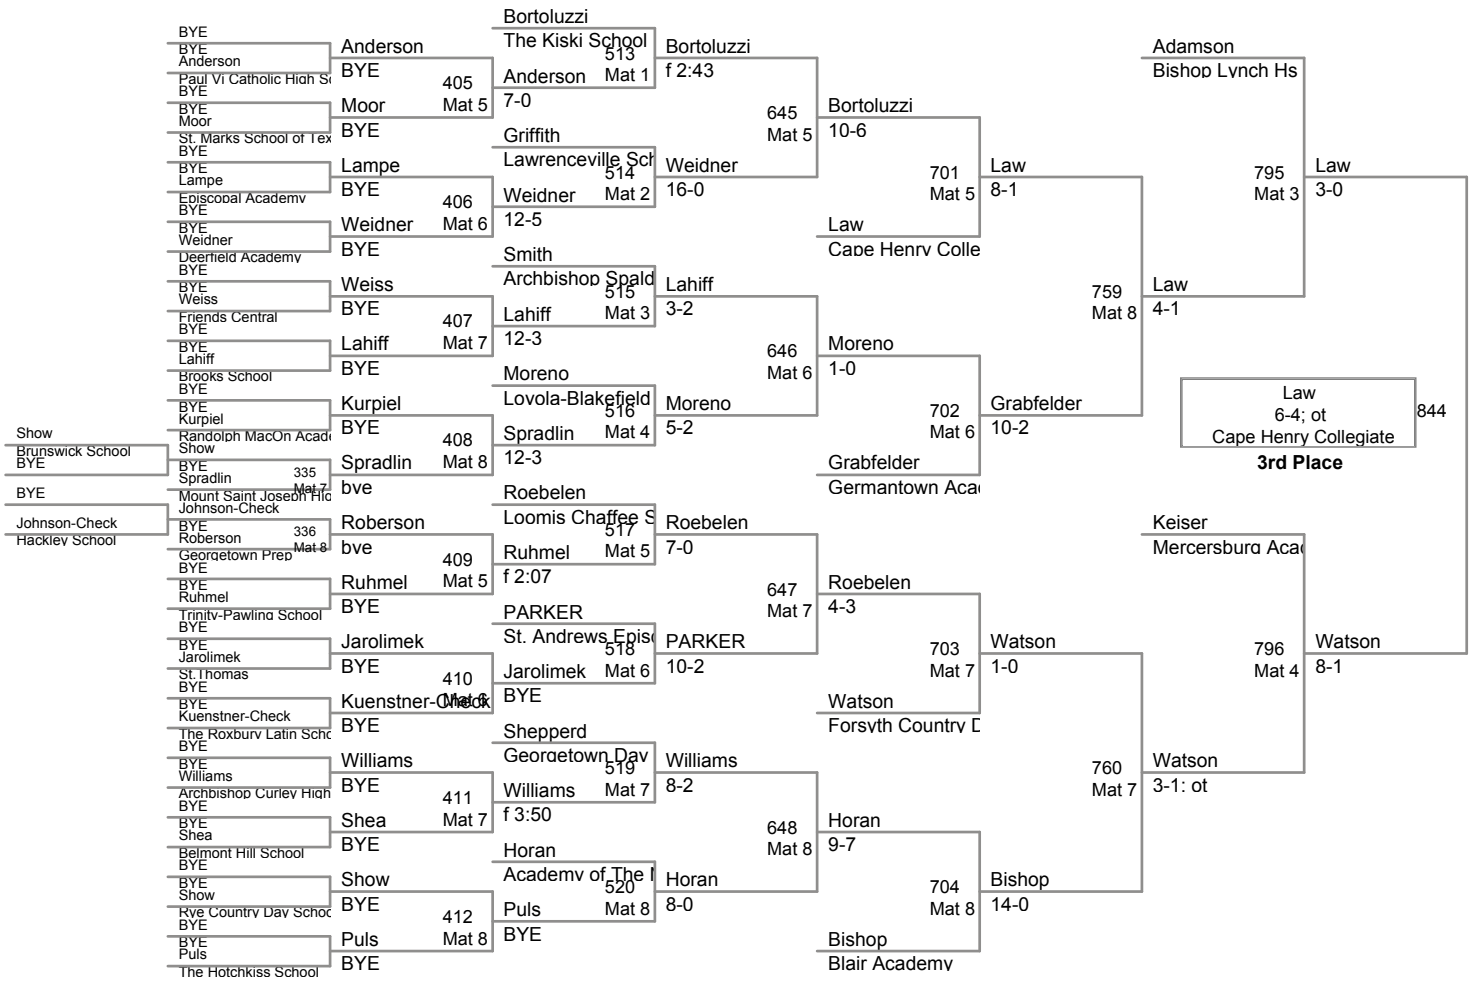 Show
Brunswick School
BYE
BYE
Johnson-Check
Hackley School
BYE
BYE
Anderson
Paul Vi Catholic High Sc
BYE
BYE
Moor
St. Marks School of Tex
BYE
BYE
Lampe
Episcopal Academy
BYE
BYE
Weidner
Deerfield Academy
BYE
BYE
Weiss
Friends Central
BYE
BYE
Lahiff
Brooks School
BYE
BYE
Kurpiel
Randolph MacOn Acade
Show
BYE
Spradlin
335
Mat 7
Mount Saint Joseph Hig
Johnson-Check
BYE
Roberson
336
Mat 8
Georgetown Prep
BYE
BYE
Ruhmel
Trinity-Pawling School
BYE
BYE
Jarolimek
St.Thomas
BYE
BYE
Kuenstner-Check
The Roxbury Latin Scho
BYE
BYE
Williams
Archbishop Curley High
BYE
BYE
Shea
Belmont Hill School
BYE
BYE
Show
Rye Country Day School
BYE
BYE
Puls
The Hotchkiss School
Anderson
BYE
405
Mat 5
Moor
BYE
Lampe
BYE
406
Mat 6
Weidner
BYE
Weiss
BYE
407
Mat 7
Lahiff
BYE
Kurpiel
BYE
408
Mat 8
Spradlin
bye
Roberson
bye
409
Mat 5
Ruhmel
BYE
Jarolimek
BYE
410
Mat 6
Kuenstner-Check
BYE
Williams
BYE
411
Mat 7
Shea
BYE
Show
BYE
412
Mat 8
Puls
BYE
Bortoluzzi
The Kiski School
513
Mat 1
Anderson
7-0
Griffith
Lawrenceville Sch
514
Mat 2
Weidner
12-5
Smith
Archbishop Spald
515
Mat 3
Lahiff
12-3
Moreno
Loyola-Blakefield
516
Mat 4
Spradlin
12-3
Roebelen
Loomis Chaffee S
517
Mat 5
Ruhmel
f 2:07
PARKER
St. Andrews Episc
518
Mat 6
Jarolimek
BYE
Shepperd
Georgetown Day
519
Mat 7
Williams
f 3:50
Horan
Academy of The N
520
Mat 8
Puls
BYE
Bortoluzzi
f 2:43
645
Mat 5
Weidner
16-0
Lahiff
3-2
646
Mat 6
Moreno
5-2
Roebelen
7-0
647
Mat 7
PARKER
10-2
Williams
8-2
648
Mat 8
Horan
8-0
Bortoluzzi
10-6
701
Mat 5
Law
Cape Henry Colle
Moreno
1-0
702
Mat 6
Grabfelder
Germantown Acad
Roebelen
4-3
703
Mat 7
Watson
Forsyth Country D
Horan
9-7
704
Mat 8
Bishop
Blair Academy
Law
8-1
759
Mat 8
Grabfelder
10-2
Watson
1-0
760
Mat 7
Bishop
14-0
Adamson
Bishop Lynch Hs
795
Mat 3
Law
4-1
Keiser
Mercersburg Acad
796
Mat 4
Watson
3-1: ot
Law
3-0
Watson
8-1
Law
6-4; ot
Cape Henry Collegiate
844
3rd Place